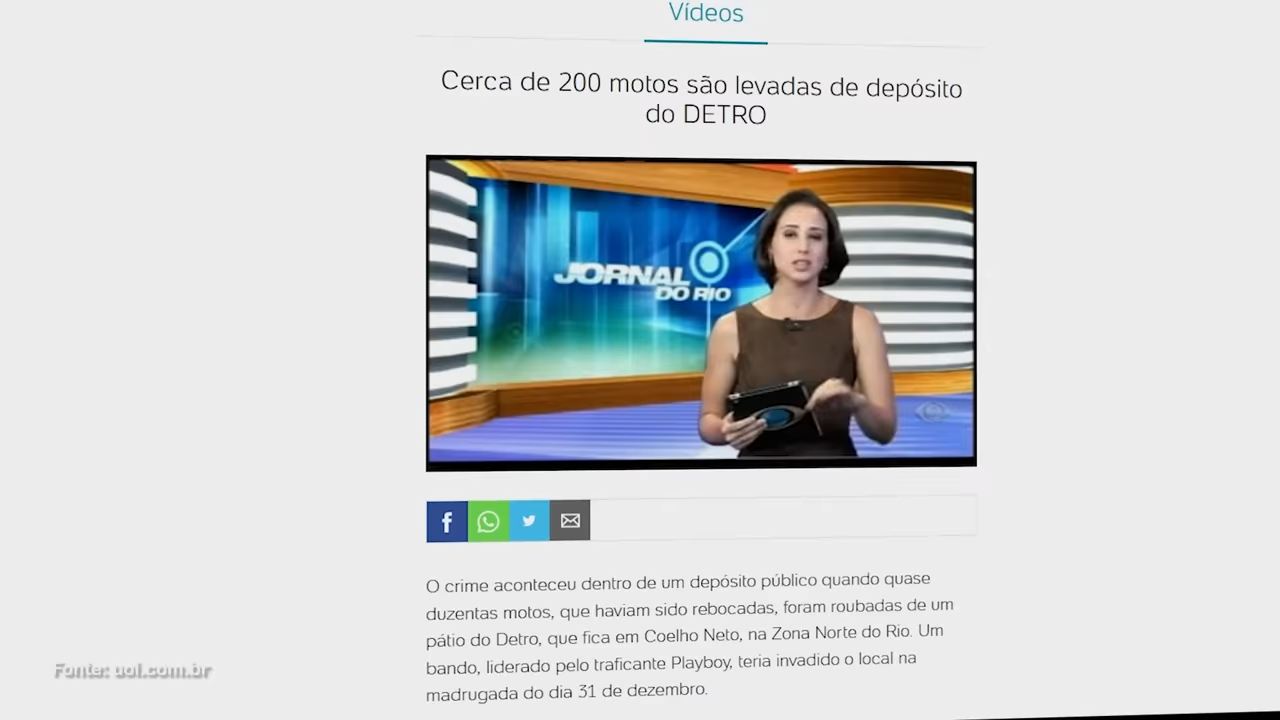 Vídeos
Cerca de 200 motos são levadas de depósito
do DETRO
JORNAL
DO RIO
O crime aconteceu dentro de um depósito público quando quase
duzentas motos, que haviam sido rebocadas, foram roubadas de um
pátio do Detro, que fica em Coelho Neto, na Zona Norte do Rio. Um
bando, liderado pelo traficante Playboy, teria invadido o local na
madrugada do dia 31 de dezembro.
Fonte: uol.com.br